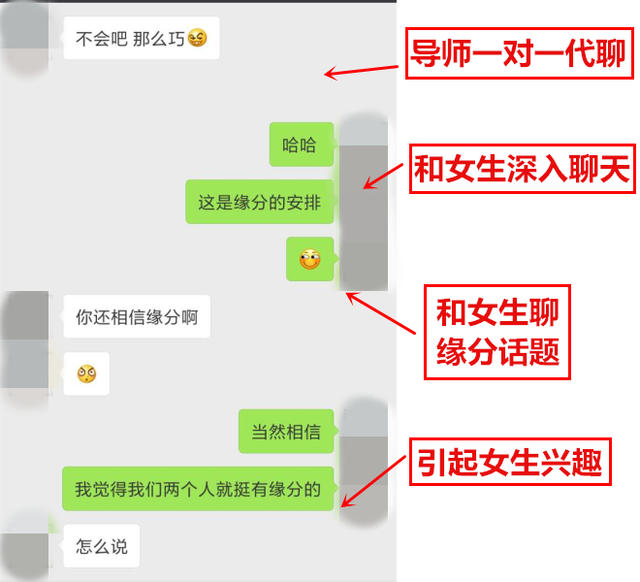 不会吧 那么巧
导师一对一代聊
哈哈
和女生深入聊天
这是缘分的安排
你还相信缘分啊
和女生聊
缘分话题
当然相信
引起女生兴趣
我觉得我们两个人就挺有缘分的
怎么说